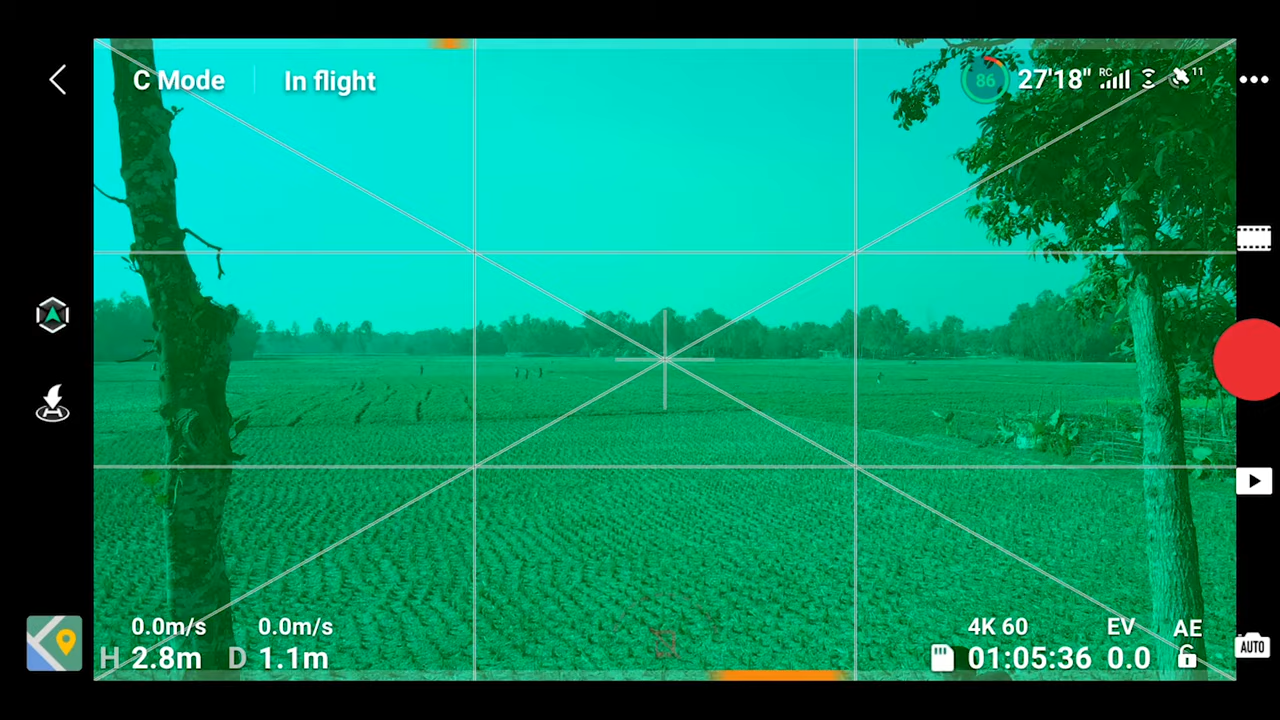 C Mode
In flight
86
27'18"
RC
11
0.0m/s
0.0m/s
H 2.8m
D 1.1m
4K 60
EV
AE
01:05:36
0.0
AUTO